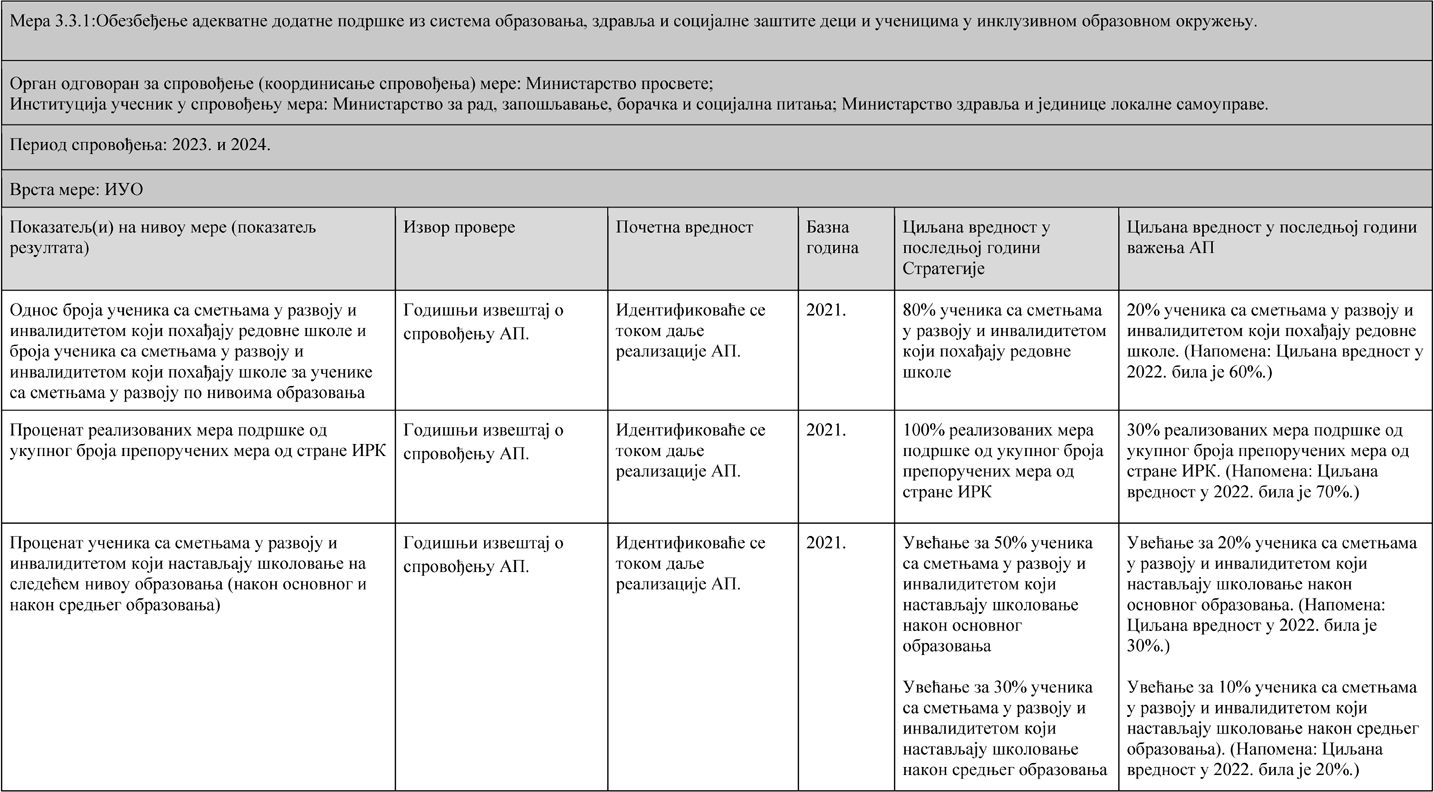 Мера 3.3.1:Обезбеђење адекватне додатне подршке из система образовања, здравља и социјалне заштите деци и ученицима у инклузивном образовном окружењу.
Орган одговоран за спровођење (координисање спровођења) мере: Министарство просвете;
Институција учесник у спровођењу мера: Министарство за рад, запошљавање, борачка и социјална питања; Министарство здравља и јединице локалне самоуправе.
Период спровођења: 2023. и 2024.
Врста мере: ИУО
Показатељ(и) на нивоу мере (показатељ
резултата)
Извор провере
Почетна вредност
Базна
година
Циљана вредност у
последњој години
Стратегије
Циљана вредност у последњој години
важења АП
Однос броја ученика са сметњама у развоју и
инвалидитетом који похађају редовне школе и
броја ученика са сметњама у развоју и
инвалидитетом који похађају школе за ученике
са сметњама у развоју по нивоима образовања
Годишњи извештај о
спровођењу АП.
Идентификоваће се
током даље
реализације АП.
2021.
80% ученика са сметњама
у развоју и инвалидитетом
који похађају редовне
школе
20% ученика са сметњама у развоју и
инвалидитетом који похађају редовне
школе. (Напомена: Циљана вредност у
2022. била је 60%.)
Проценат реализованих мера подршке од
укупног броја препоручених мера од стране ИРК
Годишњи извештај о
спровођењу АП.
Идентификоваће се
током даље
реализације АП.
2021.
100% реализованих мера
подршке од укупног броја
препоручених мера од
стране ИРК
30% реализованих мера подршке од
укупног броја препоручених мера од
стране ИРК. (Напомена: Циљана
вредност у 2022. била је 70%.)
Проценат ученика са сметњама у развоју и
инвалидитетом који настављају школовање на
следећем нивоу образовања (након основног и
након средњег образовања)
Годишњи извештај о
спровођењу АП.
Идентификоваће се
током даље
реализације АП.
2021.
Увећање за 50% ученика
са сметњама у развоју и
инвалидитетом који
настављају школовање
након основног
образовања
Увећање за 30% ученика
са сметњама у развоју и
инвалидитетом који
настављају школовање
након средњег образовања
Увећање за 20% ученика са сметњама
у развоју и инвалидитетом који
настављају школовање након
основног образовања. (Напомена:
Циљана вредност у 2022. била је
30%.)
Увећање за 10% ученика са сметњама
у развоју и инвалидитетом који
настављају школовање након средњег
образовања). (Напомена: Циљана
вредност у 2022. била је 20%.)